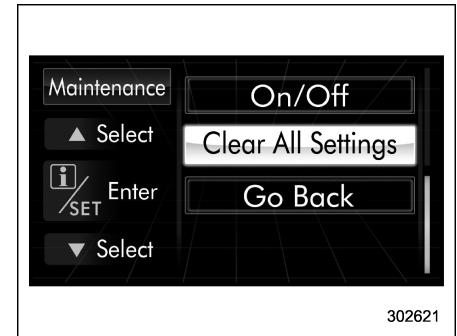 Maintenance
▲ Select
i/SET Enter
▼ Select
On/Off
Clear All Settings
Go Back
302621